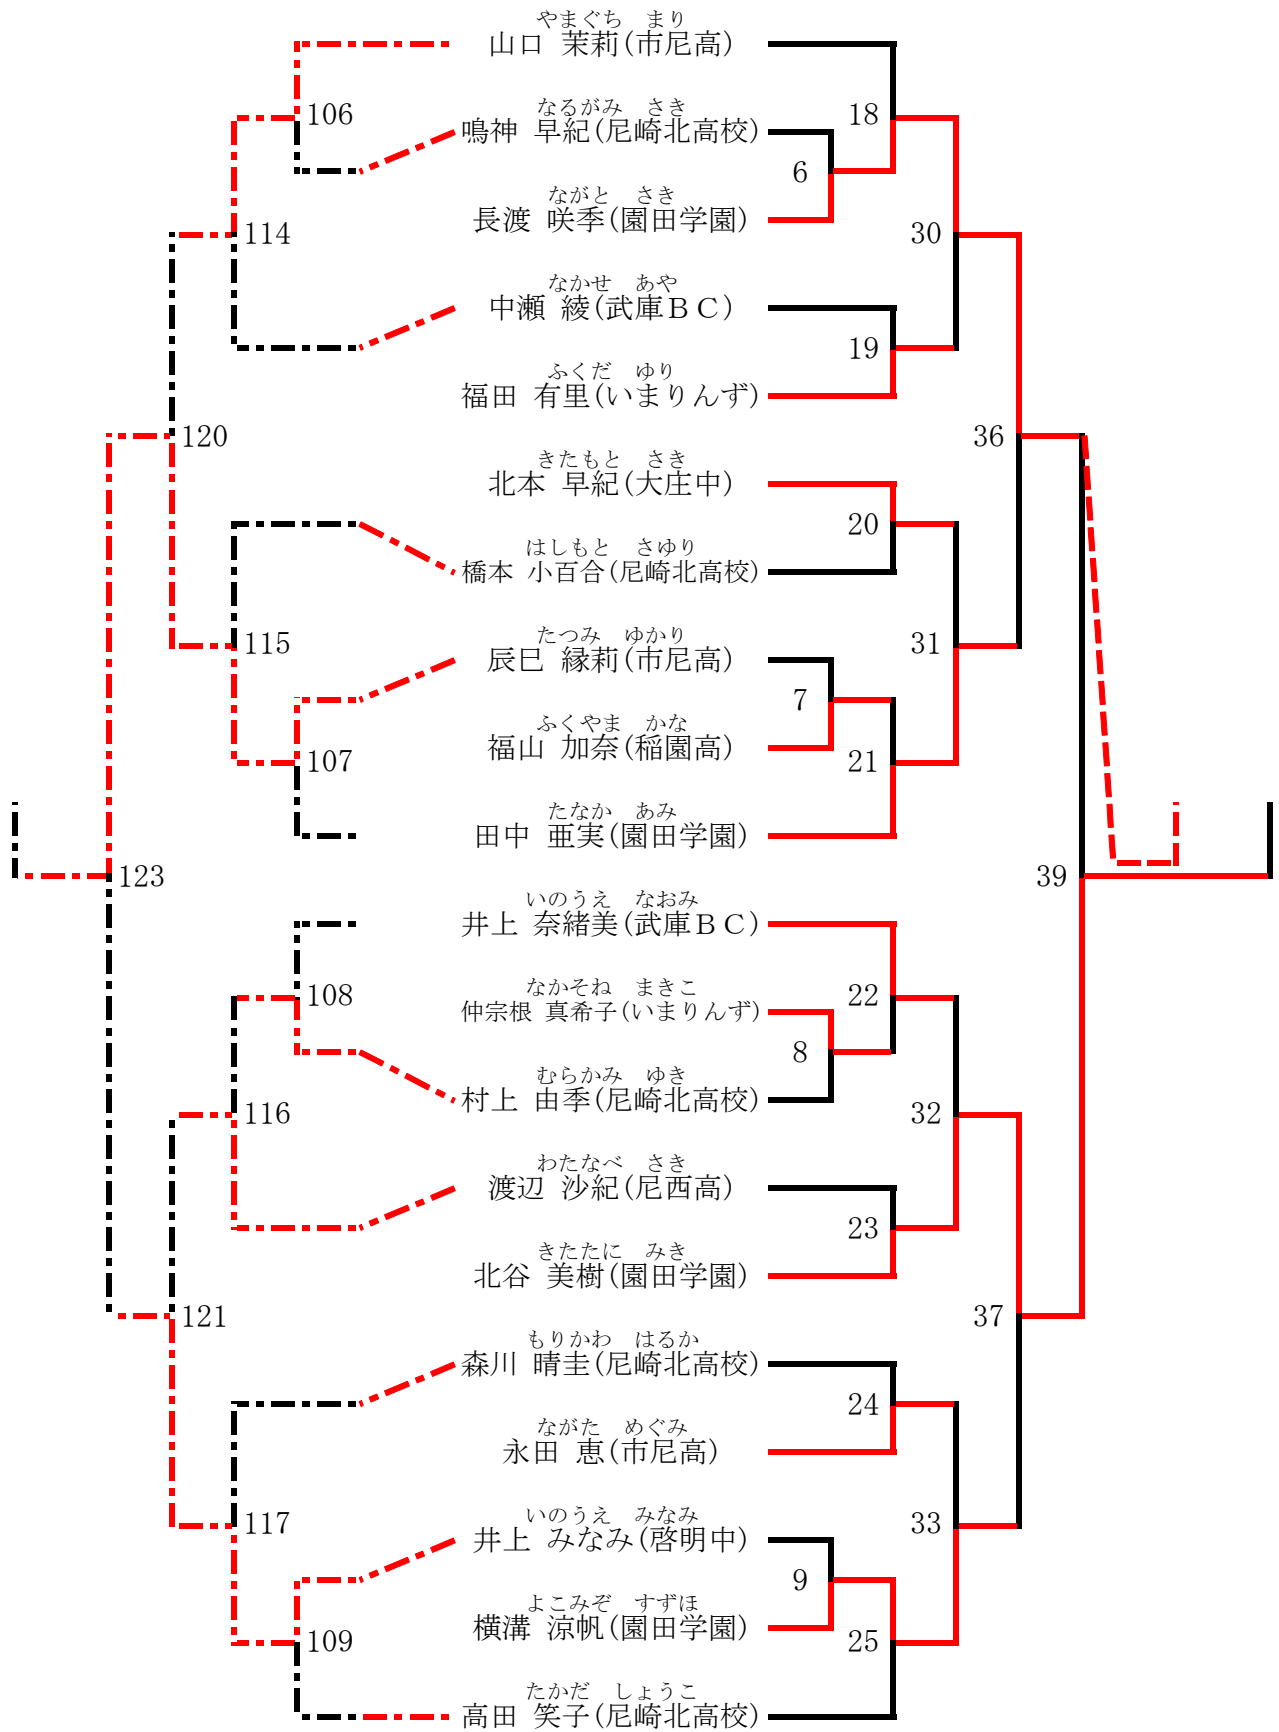 やまぐち　まり
山口 茉莉(市尼高)
106
18
なるがみ　さき
鳴神 早紀(尼崎北高校)
6
ながと　さき
長渡 咲季(園田学園)
114
30
なかせ　あや
中瀬 綾(武庫ＢＣ)
19
ふくだ　ゆり
福田 有里(いまりんず)
120
36
きたもと　さき
北本 早紀(大庄中)
20
はしもと　さゆり
橋本 小百合(尼崎北高校)
115
31
たつみ　ゆかり
辰巳 縁莉(市尼高)
7
ふくやま　かな
福山 加奈(稲園高)
107
21
たなか　あみ
田中 亜実(園田学園)
123
39
いのうえ　なおみ
井上 奈緒美(武庫ＢＣ)
108
22
なかそね　まきこ
仲宗根 真希子(いまりんず)
8
むらかみ　ゆき
村上 由季(尼崎北高校)
116
32
わたなべ　さき
渡辺 沙紀(尼西高)
23
きたたに　みき
北谷 美樹(園田学園)
121
37
もりかわ　はるか
森川 晴圭(尼崎北高校)
24
ながた　めぐみ
永田 恵(市尼高)
117
33
いのうえ　みなみ
井上 みなみ(啓明中)
9
よこみぞ　すずほ
横溝 涼帆(園田学園)
109
25
たかだ　しょうこ
高田 笑子(尼崎北高校)